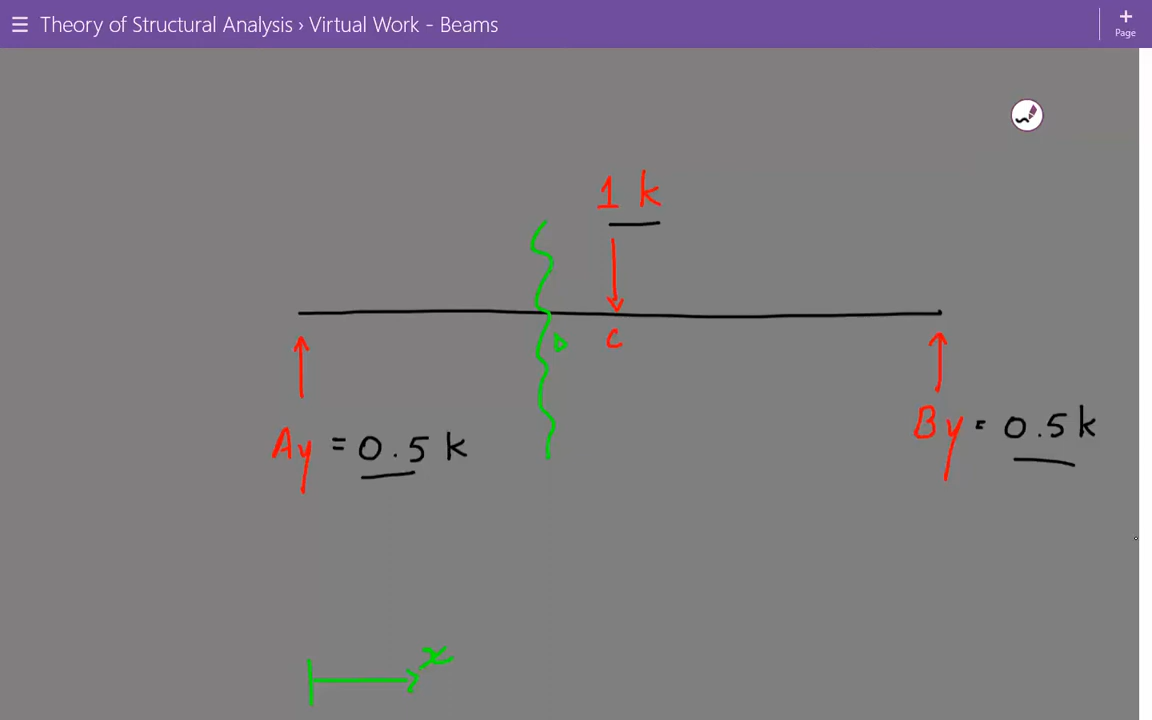 Theory of Structural Analysis › Virtual Work - Beams
Page
1 k
D
C
Ay = 0.5 k
By = 0.5 k
x